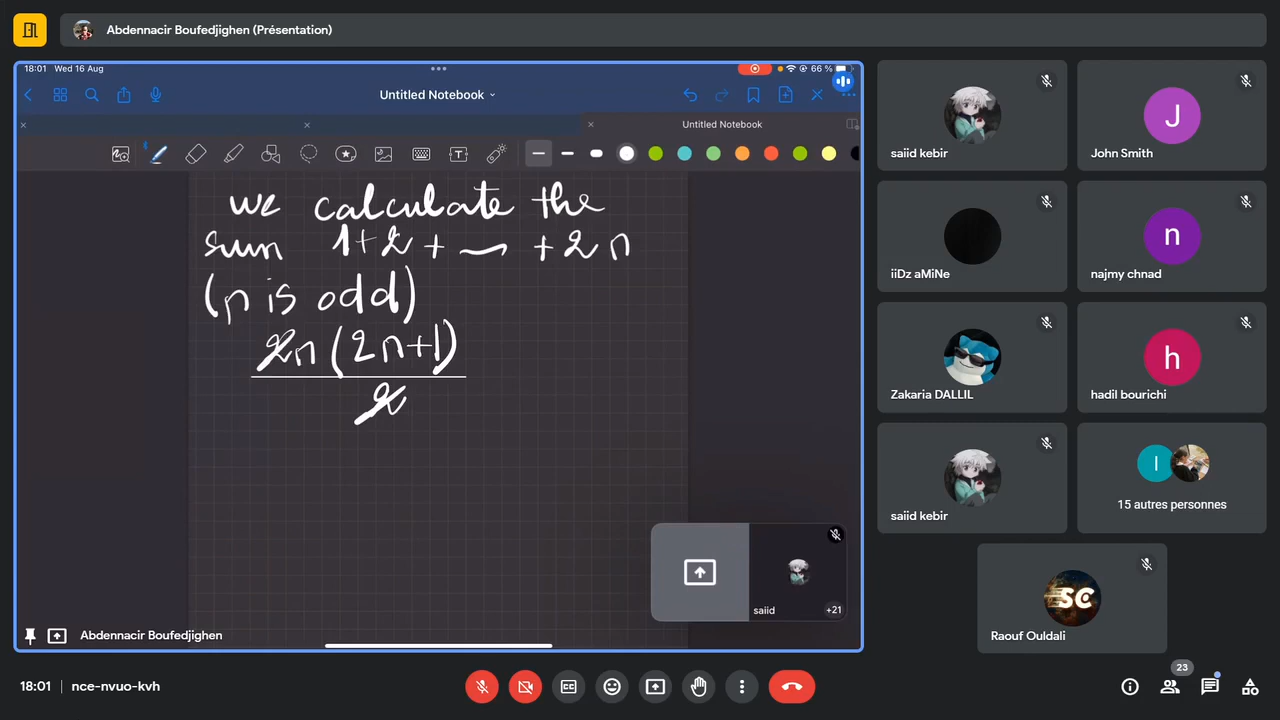 Abdennacir Boufedjighen (Présentation)
18:01 Wed 16 Aug
66 %
Untitled Notebook
Untitled Notebook
we calculate the
sum 1+2+ ⁓ +2n
(n is odd)
2n(2n+1)
2
saiid
+21
Abdennacir Boufedjighen
saiid kebir
John Smith
J
iiDz aMiNe
najmy chnad
n
Zakaria DALLIL
hadil bourichi
h
saiid kebir
I
15 autres personnes
SC
Raouf Ouldali
18:01 nce-nvuo-kvh
CC
23